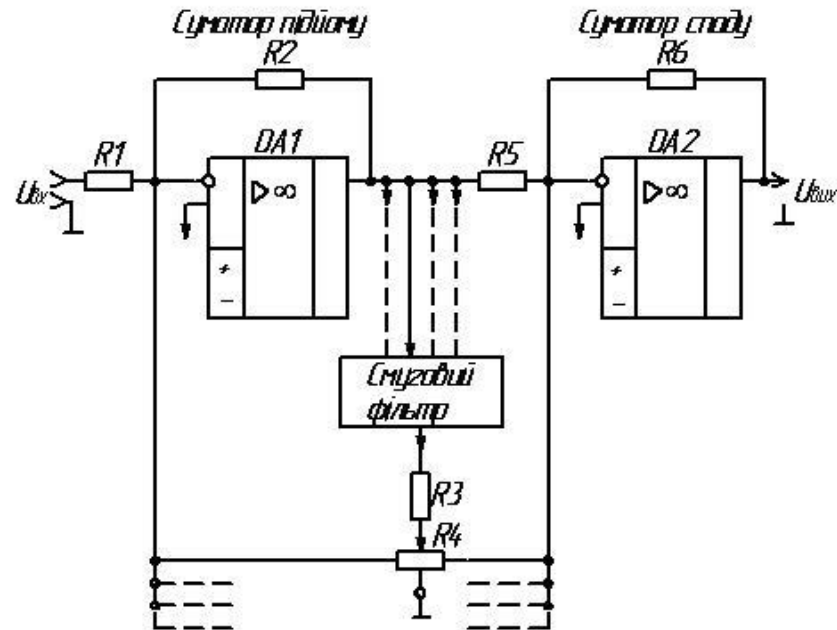 Суматор підйому
Суматор спаду
R2
R6
R1
DA1
R5
DA2
Uвх
▷∞
▷∞
Uвих
+
−
+
−
Смуговий
фільтр
R3
R4